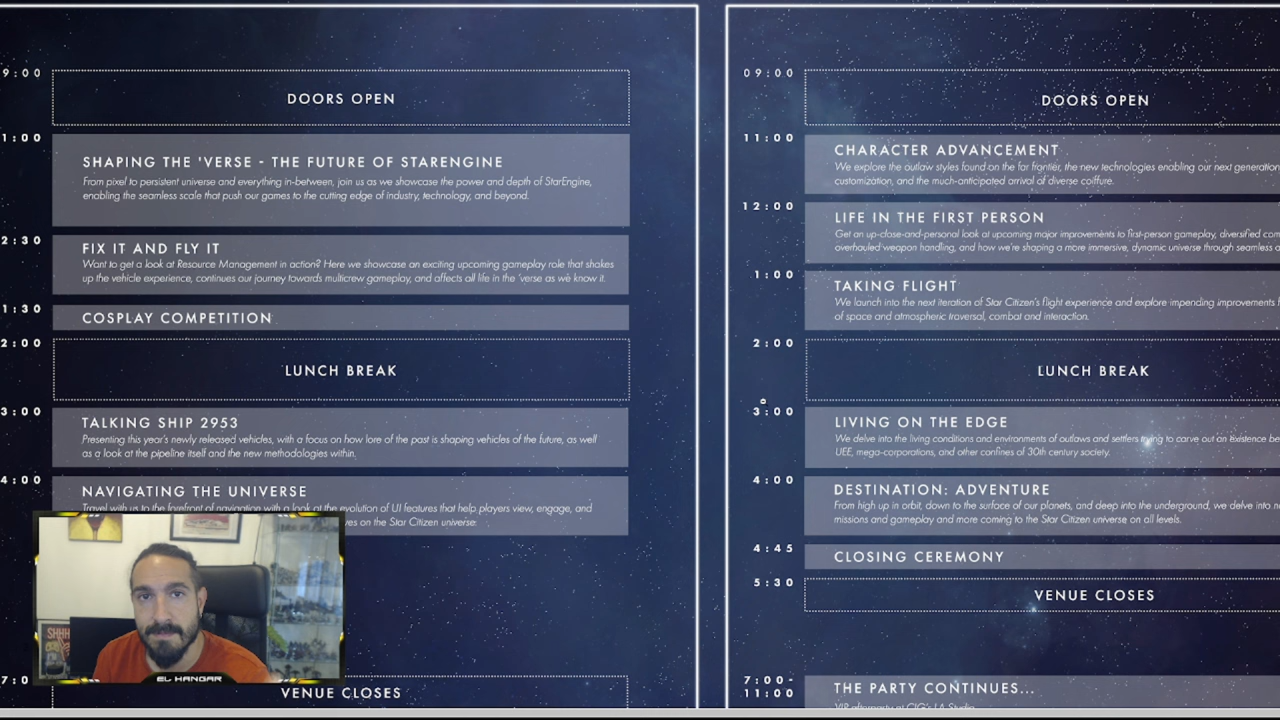 9:00
DOORS OPEN
1:00
SHAPING THE 'VERSE - THE FUTURE OF STARENGINE
From pixel to persistent universe and everything in-between, join us as we showcase the power and depth of StarEngine,
enabling the seamless scale that push our games to the cutting edge of industry, technology, and beyond.
2:30
FIX IT AND FLY IT
Want to get a look at Resource Management in action? Here we showcase an exciting upcoming gameplay role that shakes
up the vehicle experience, continues our journey towards multicrew gameplay, and affects all life in the 'verse as we know it.
1:30
COSPLAY COMPETITION
2:00
LUNCH BREAK
3:00
TALKING SHIP 2953
Presenting this year's newly released vehicles, with a focus on how lore of the past is shaping vehicles of the future, as well
as a look at the pipeline itself and the new methodologies within.
4:00
NAVIGATING THE UNIVERSE
Travel with us to the forefront of navigation with a look at the evolution of UI features that help players view, engage, and
on the Star Citizen universe.
SHHH
EL HANGAR
7:0
VENUE CLOSES
09:00
DOORS OPEN
11:00
CHARACTER ADVANCEMENT
We explore the outlaw styles found on the far frontier, the new technologies enabling our next generation
customization, and the much-anticipated arrival of diverse coiffure.
12:00
LIFE IN THE FIRST PERSON
Get an up-close-and-personal look at upcoming major improvements to first-person gameplay, diversified com
overhauled weapon handling, and how we're shaping a more immersive, dynamic universe through seamless
1:00
TAKING FLIGHT
We launch into the next iteration of Star Citizen's flight experience and explore impending improvements
of space and atmospheric traversal, combat and interaction.
2:00
LUNCH BREAK
3:00
LIVING ON THE EDGE
We delve into the living conditions and environments of outlaws and settlers trying to carve out an existence be
UEE, mega-corporations, and other confines of 30th century society.
4:00
DESTINATION: ADVENTURE
From high up in orbit, down to the surface of our planets, and deep into the underground, we delve into
missions and gameplay and more coming to the Star Citizen universe on all levels.
4:45
CLOSING CEREMONY
5:30
VENUE CLOSES
7:00-
11:00
THE PARTY CONTINUES...
VIP afterparty at CIG's LA Studio